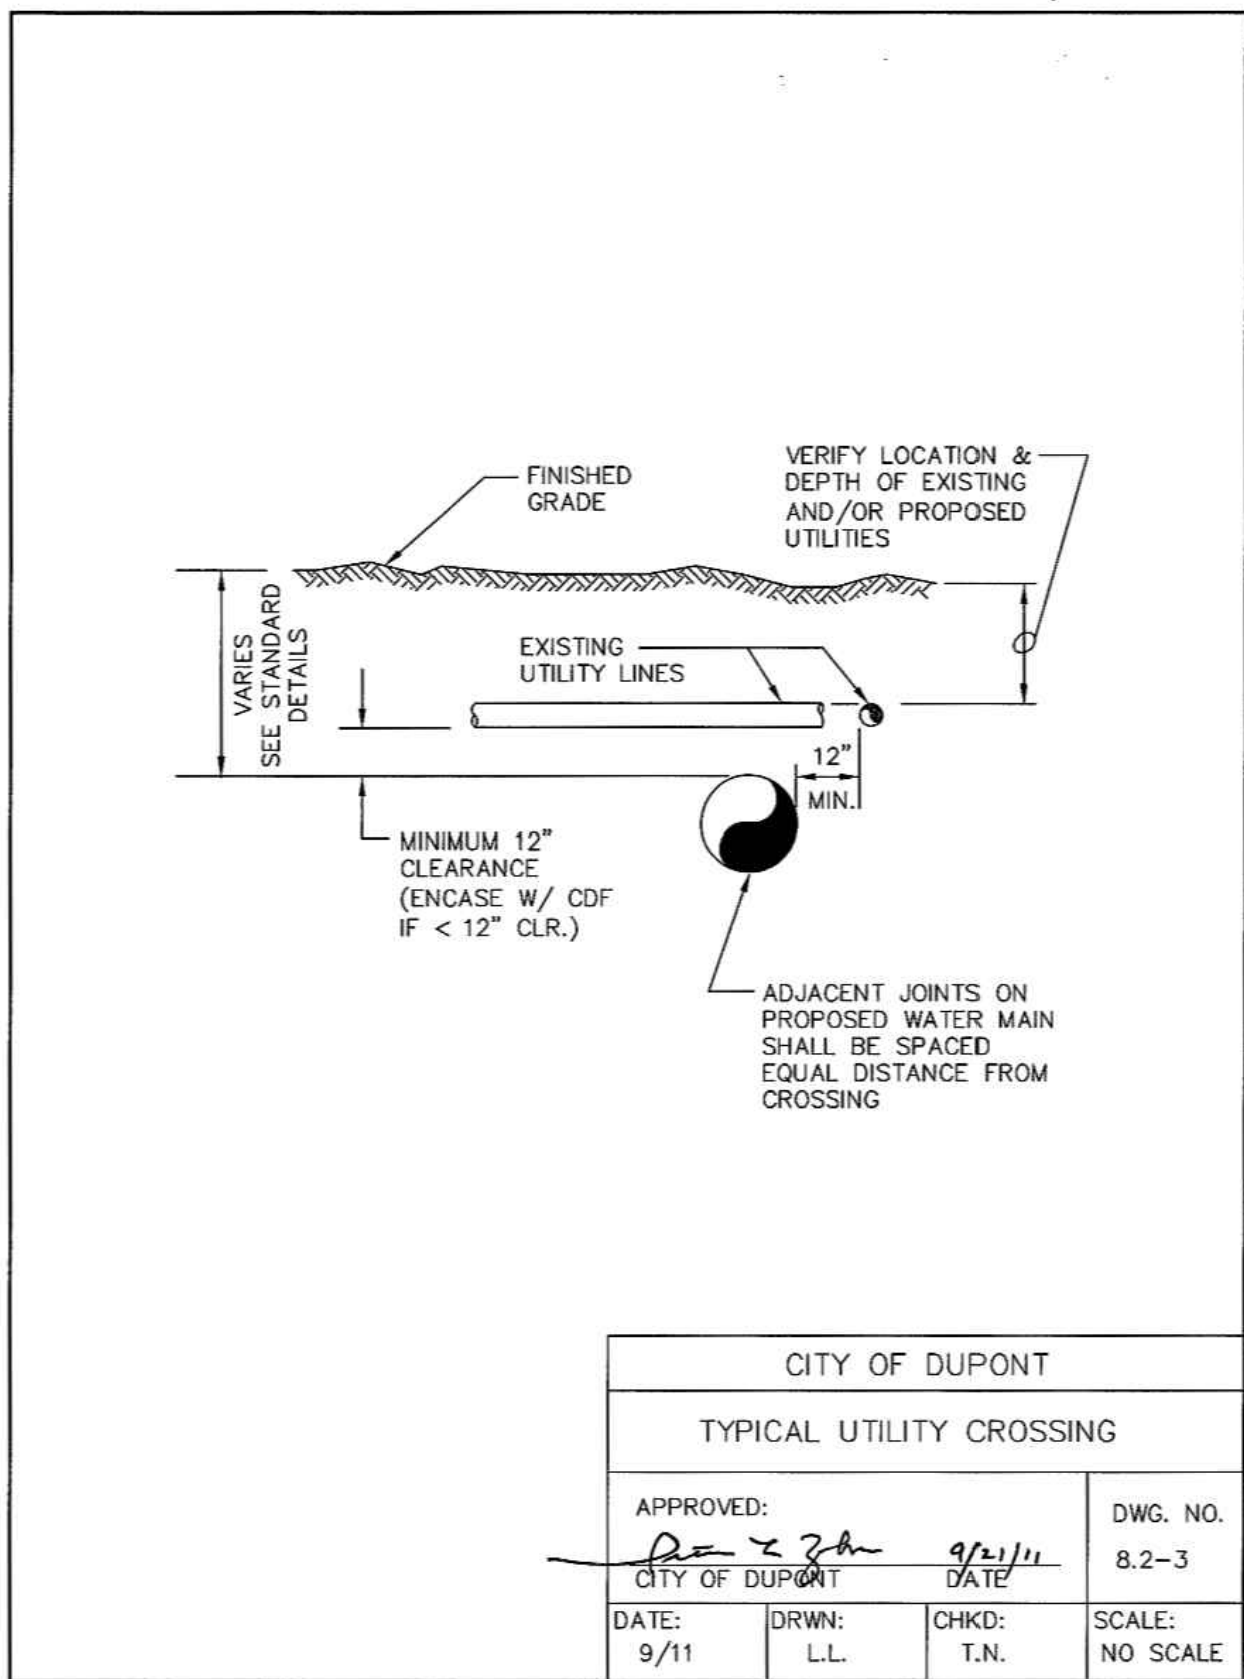 VERIFY LOCATION &
DEPTH OF EXISTING
AND/OR PROPOSED
UTILITIES
FINISHED
GRADE
VARIES
SEE STANDARD
DETAILS
EXISTING
UTILITY LINES
12"
MIN.
MINIMUM 12"
CLEARANCE
(ENCASE W/ CDF
IF < 12" CLR.)
ADJACENT JOINTS ON
PROPOSED WATER MAIN
SHALL BE SPACED
EQUAL DISTANCE FROM
CROSSING
CITY OF DUPONT
TYPICAL UTILITY CROSSING
APPROVED:
9/21/11
CITY OF DUPONT DATE
DWG. NO.
8.2-3
DATE:
9/11
DRWN:
L.L.
CHKD:
T.N.
SCALE:
NO SCALE